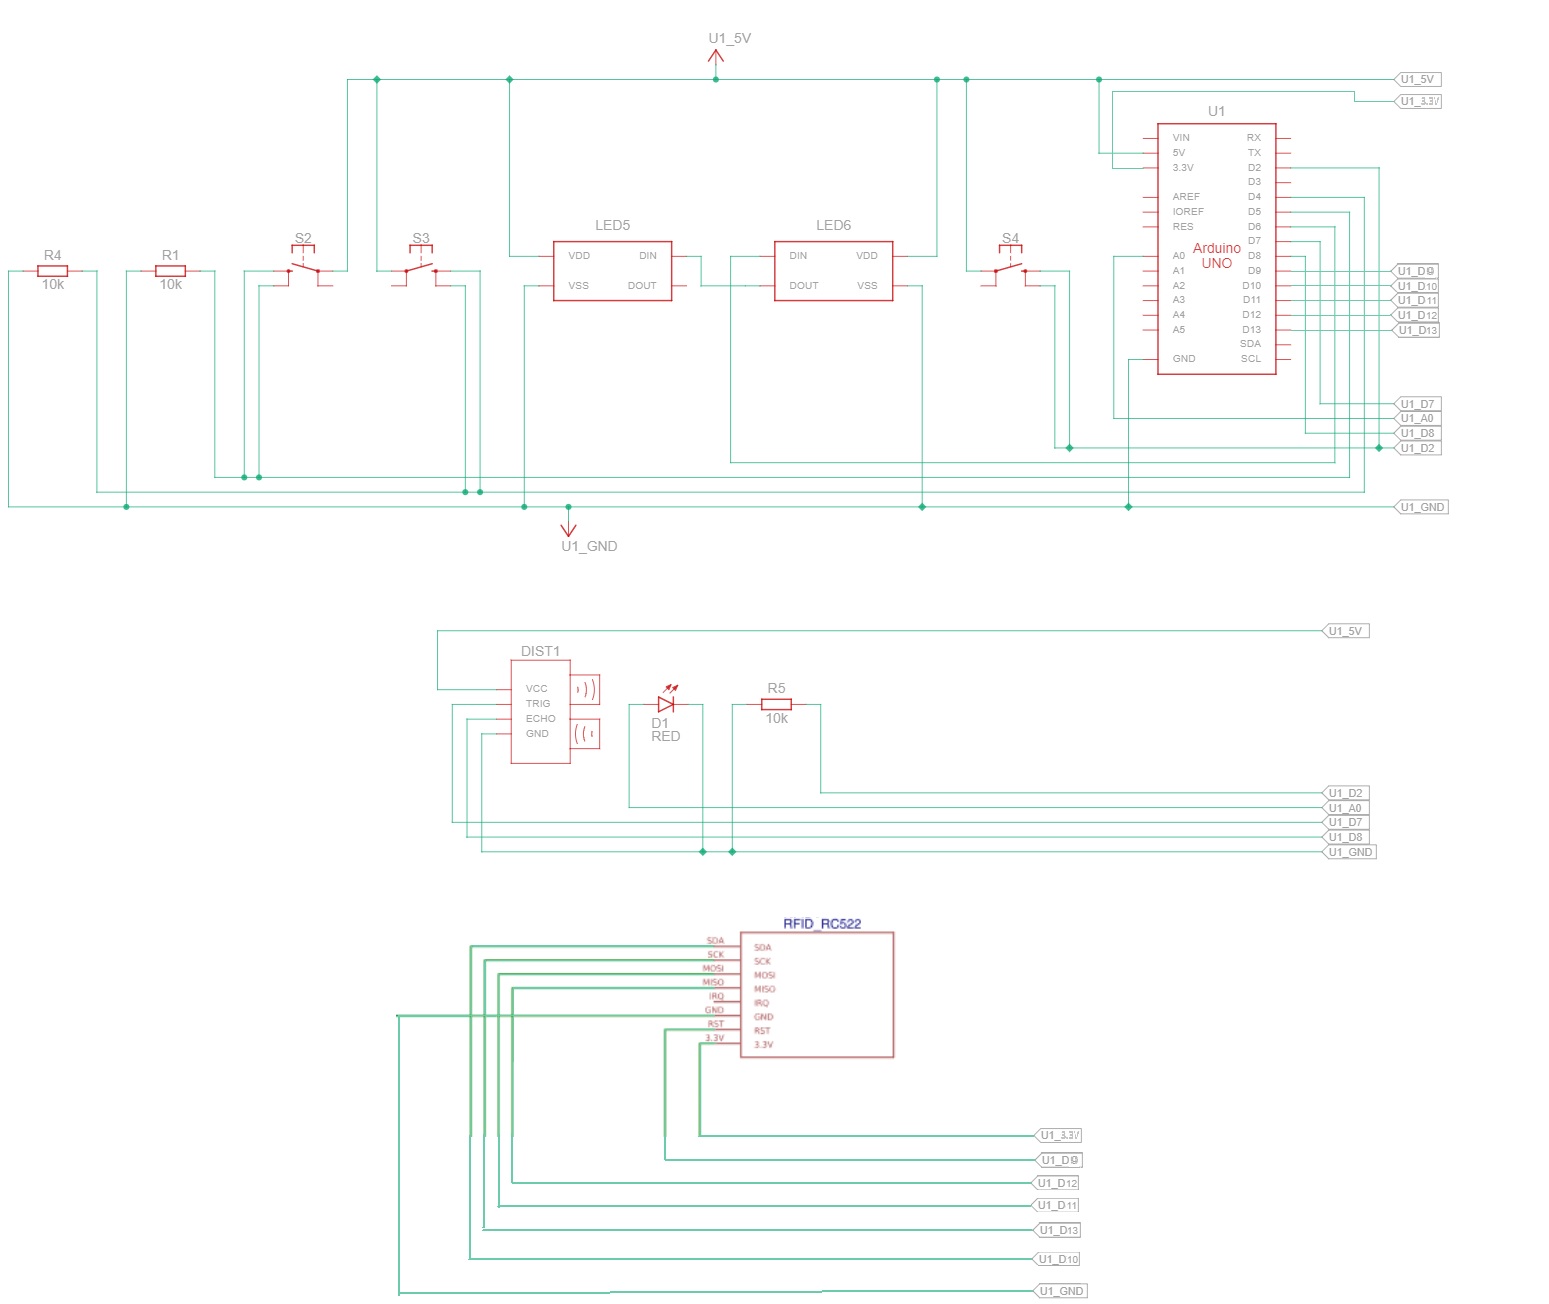 U1_5V
U1_5V
U1_3.3V
U1
VIN RX
5V TX
3.3V D2
D3
AREF D4
IOREF D5
RES D6
D7
A0 D8
A1 D9
A2 D10
A3 D11
A4 D12
A5 D13
SDA
GND SCL
Arduino
UNO
LED5
VDD DIN
VSS DOUT
LED6
DIN VDD
DOUT VSS
R4
10k
R1
10k
S2
S3
S4
U1_D9
U1_D10
U1_D11
U1_D12
U1_D13
U1_D7
U1_A0
U1_D8
U1_D2
U1_GND
U1_GND
U1_5V
DIST1
VCC
TRIG
ECHO
GND
D1
RED
R5
10k
U1_D2
U1_A0
U1_D7
U1_D8
U1_GND
RFID_RC522
SDA SDA
SCK SCK
MOSI MOSI
MISO MISO
IRQ IRQ
GND GND
RST RST
3.3V 3.3V
U1_3.3V
U1_D9
U1_D12
U1_D11
U1_D13
U1_D10
U1_GND